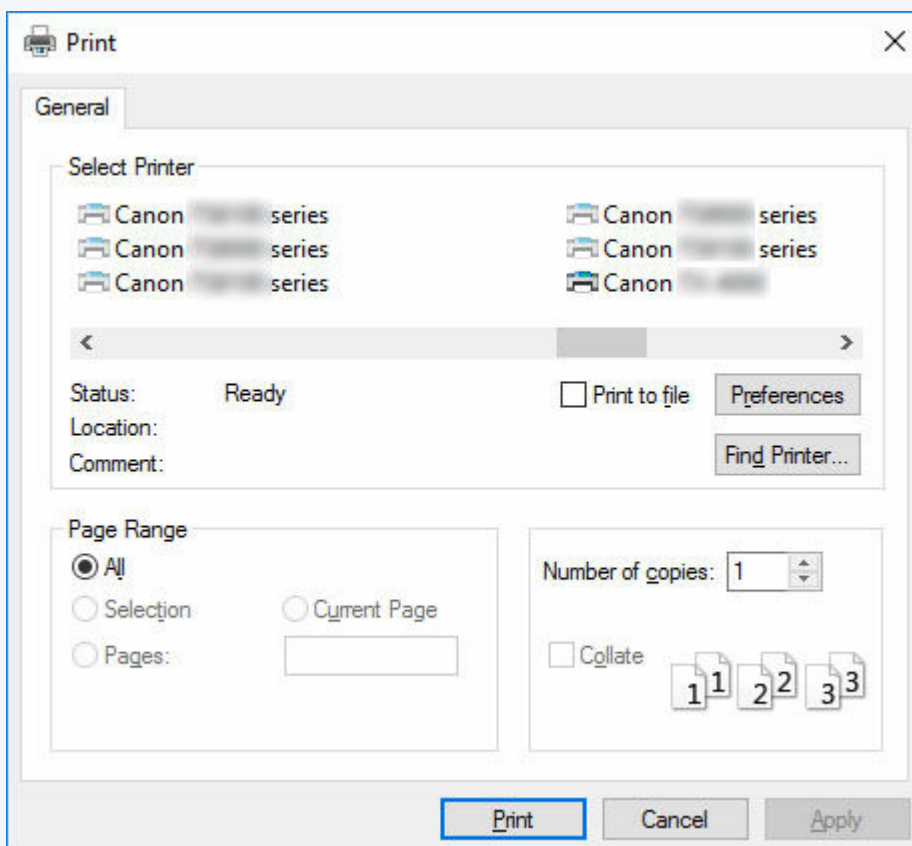 Print
General
Select Printer
Canon series
Canon series
Canon series
Canon series
Canon series
Canon
Status: Ready
Print to file
Preferences
Location:
Comment:
Find Printer...
Page Range
All
Selection
Current Page
Pages:
Number of copies: 1
Collate
1 1 2 2 3 3
Print
Cancel
Apply